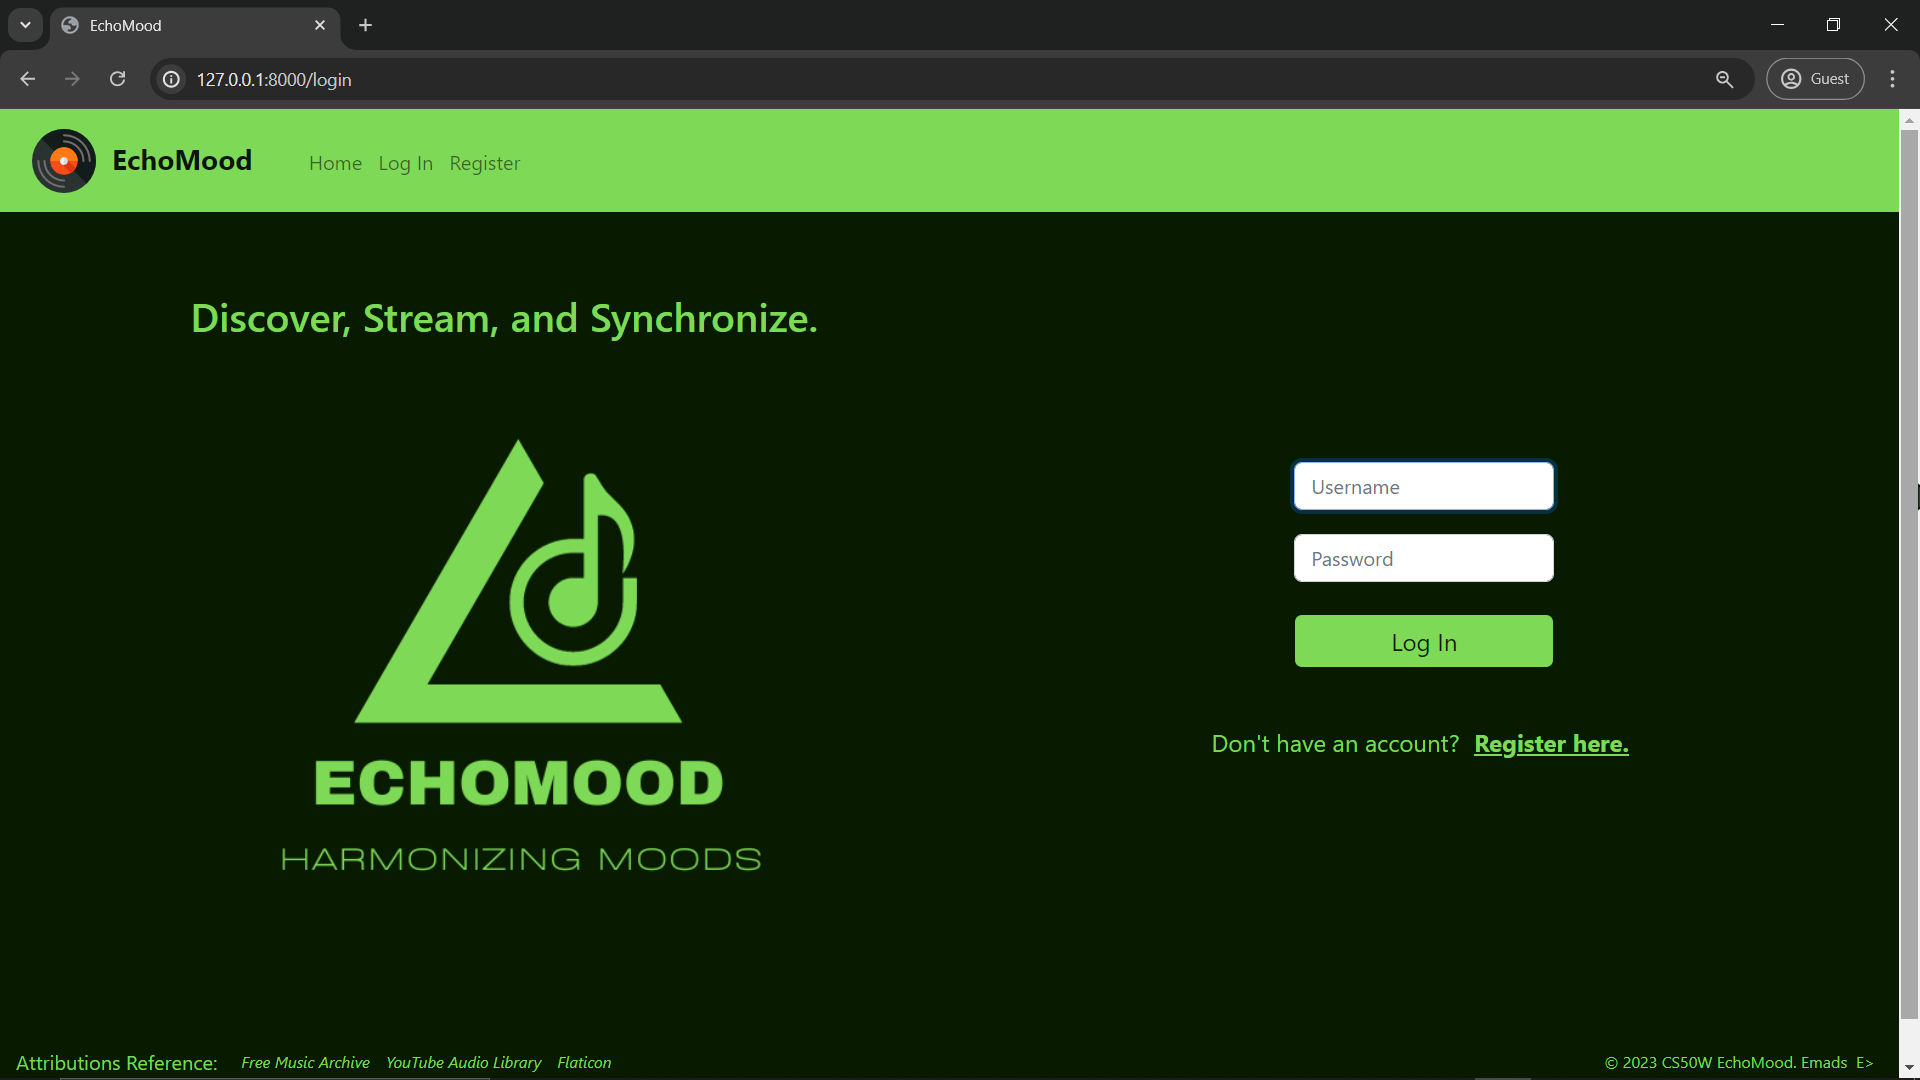 EchoMood
127.0.0.1:8000/login
Guest
EchoMood
Home Log In Register
Discover, Stream, and Synchronize.
Username
Password
Log In
Don't have an account? Register here.
ECHOMOOD
HARMONIZING MOODS
Attributions Reference: Free Music Archive YouTube Audio Library Flaticon
© 2023 CS50W EchoMood. Emads E>